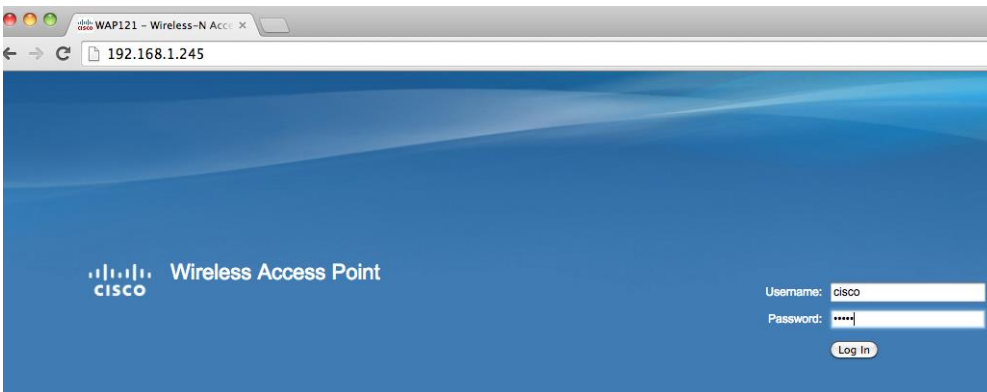 WAP121 – Wireless-N Acce
192.168.1.245
CISCO
Wireless Access Point
Username: cisco
Password: •••••
Log In